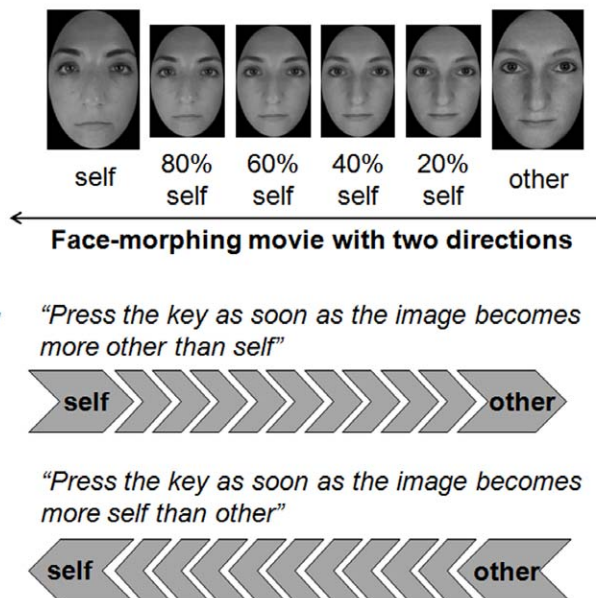 self 80% 60% 40% 20% other
self self self self
Face-morphing movie with two directions
“Press the key as soon as the image becomes
more other than self”
self other
“Press the key as soon as the image becomes
more self than other”
self other